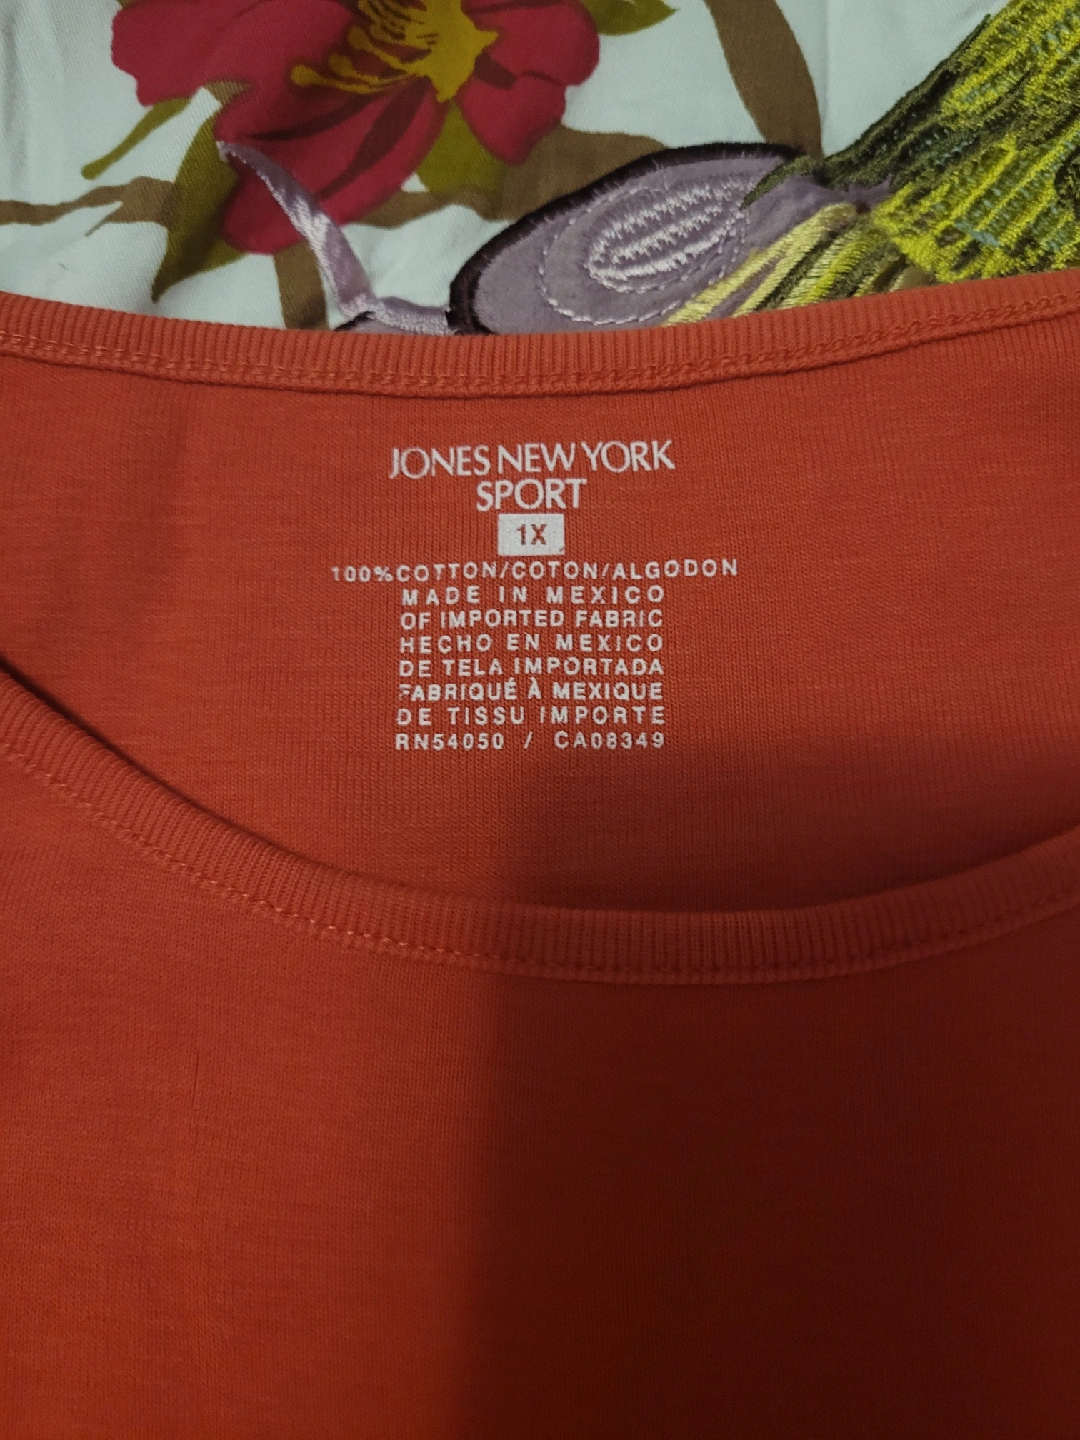 JONES NEW YORK
SPORT
1X
100%COTTON/COTON/ALGODON
MADE IN MEXICO
OF IMPORTED FABRIC
HECHO EN MEXICO
DE TELA IMPORTADA
FABRIQUÉ À MEXIQUE
DE TISSU IMPORTE
RN54050 / CA08349